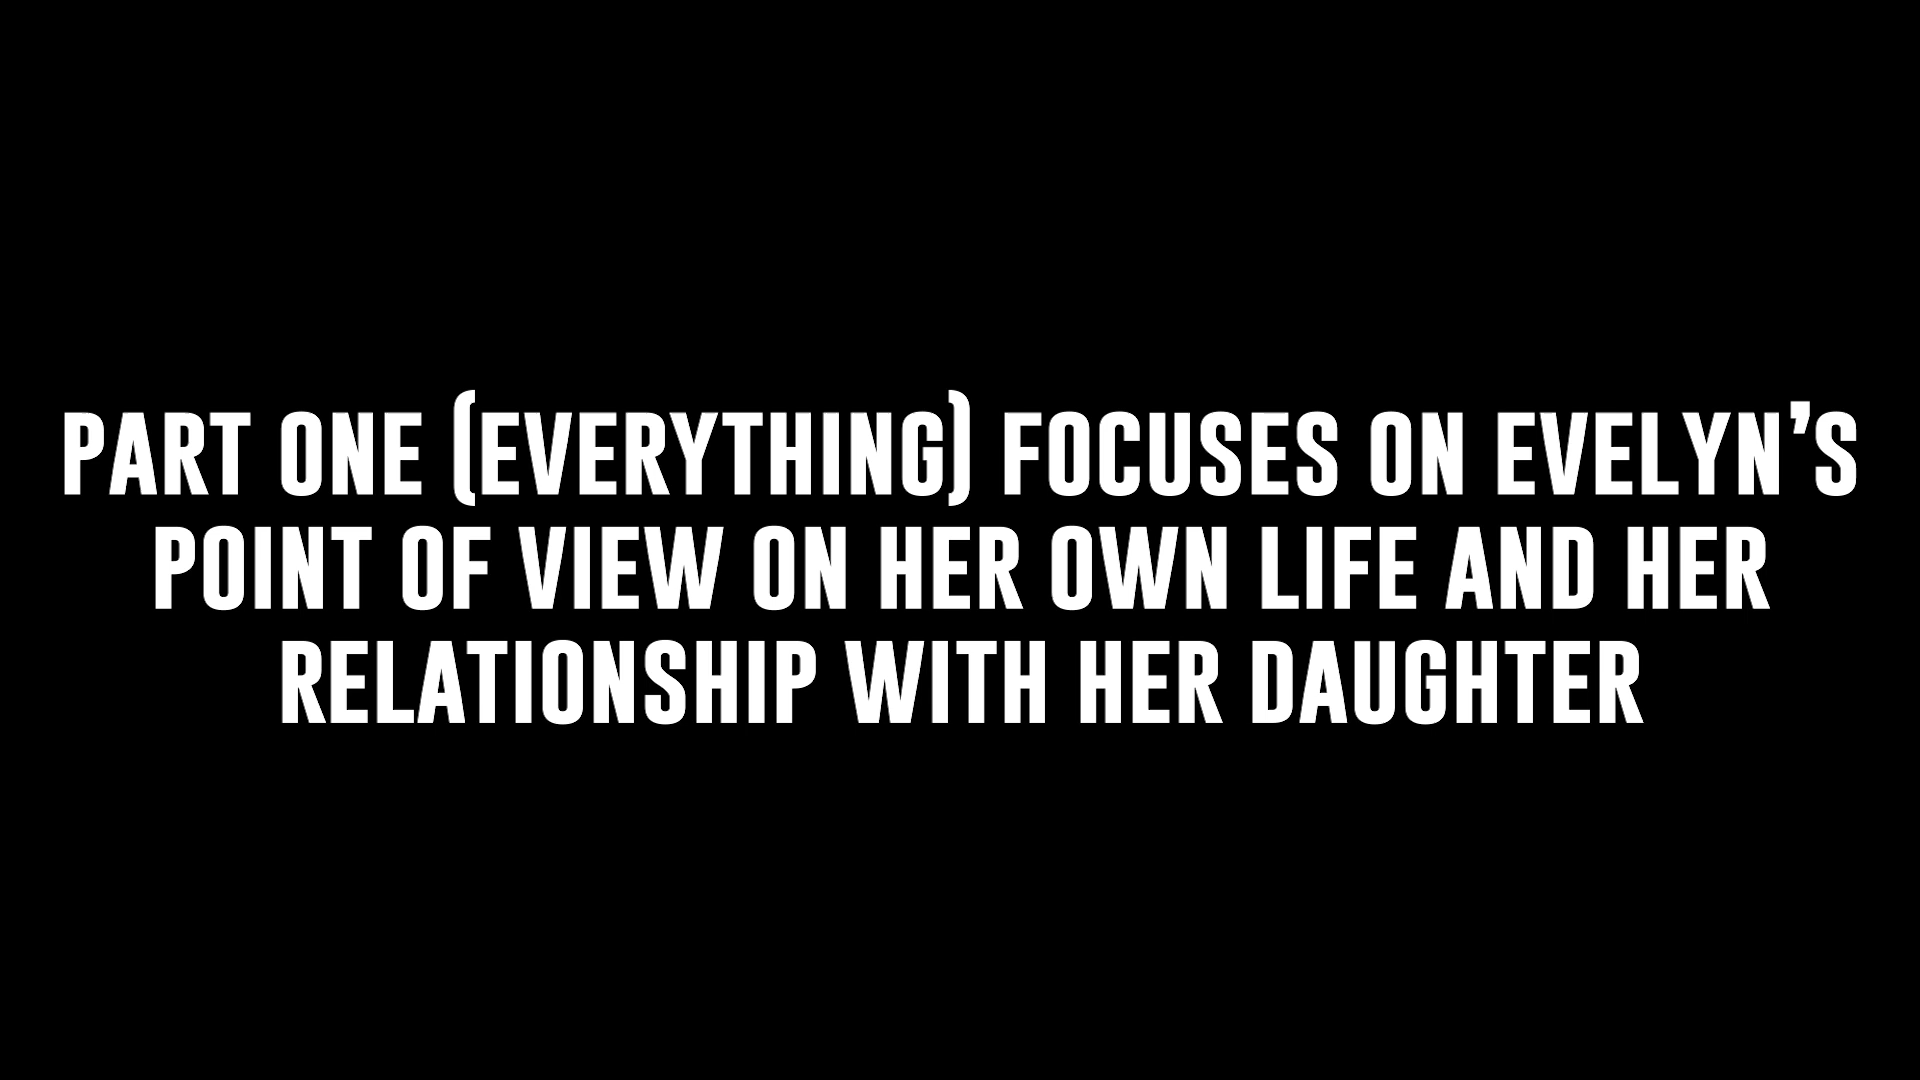 PART ONE (EVERYTHING) FOCUSES ON EVELYN’S
POINT OF VIEW ON HER OWN LIFE AND HER
RELATIONSHIP WITH HER DAUGHTER